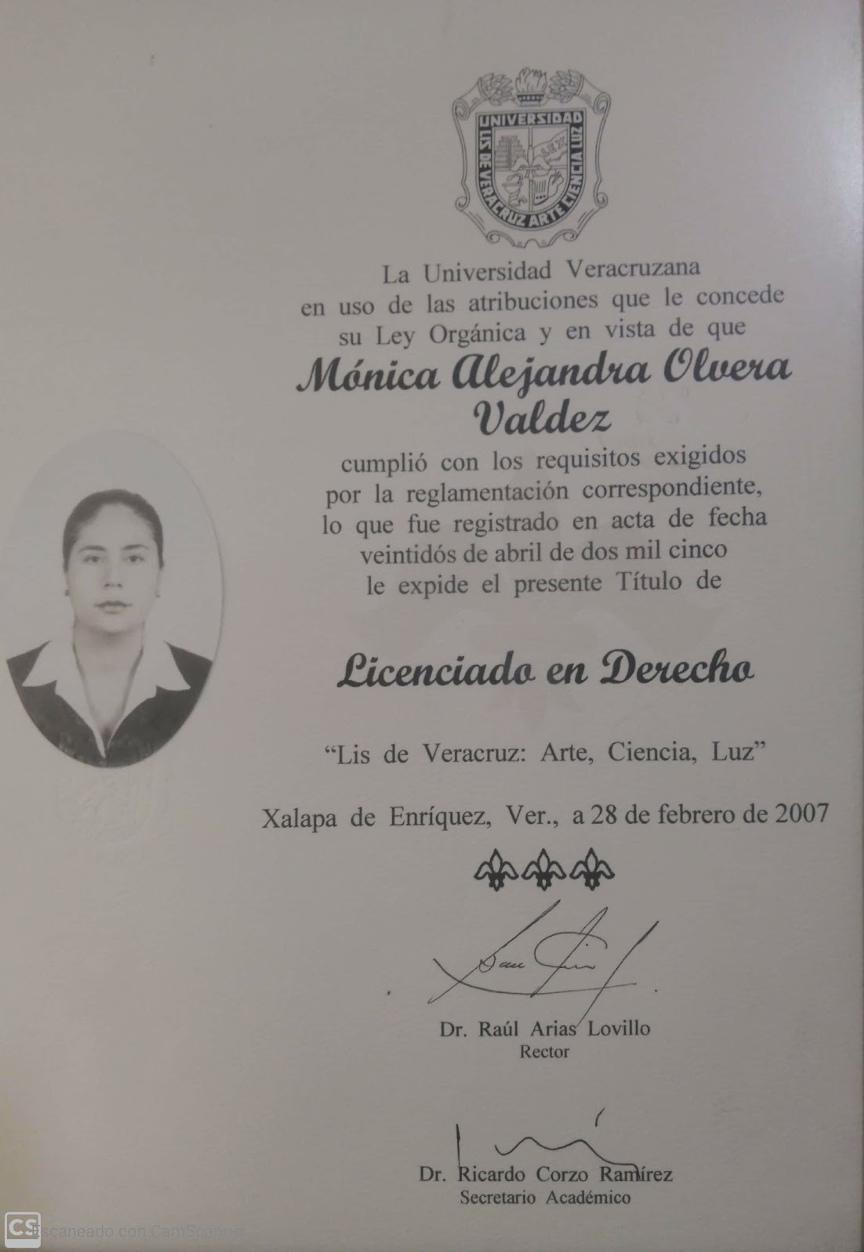 UNIVERSIDAD
LIS DE VERACRUZ ARTE CIENCIA LUZ
La Universidad Veracruzana
en uso de las atribuciones que le concede
su Ley Orgánica y en vista de que
Mónica Alejandra Olvera
Valdez
cumplió con los requisitos exigidos
por la reglamentación correspondiente,
lo que fue registrado en acta de fecha
veintidós de abril de dos mil cinco
le expide el presente Título de
Licenciado en Derecho
“Lis de Veracruz: Arte, Ciencia, Luz”
Xalapa de Enríquez, Ver., a 28 de febrero de 2007
Dr. Raúl Arias Lovillo
Rector
Dr. Ricardo Corzo Ramírez
Secretario Académico
CS Escaneado con CamScanner